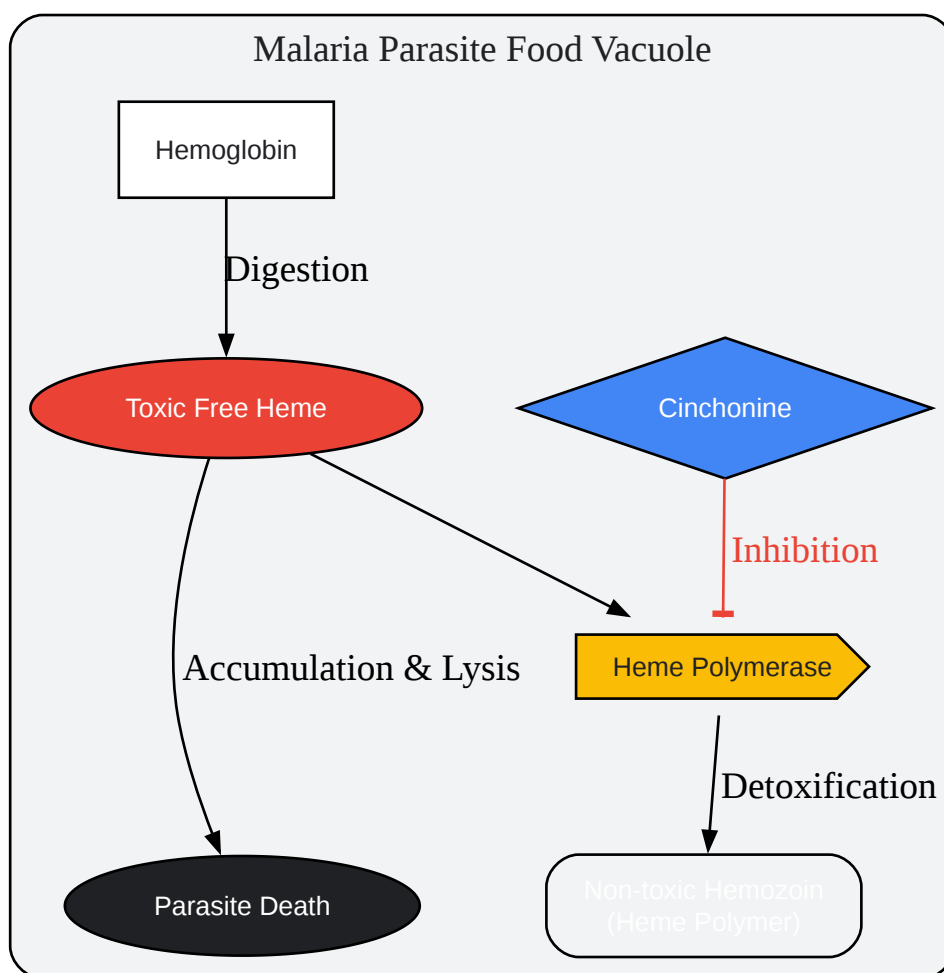 Malaria Parasite Food Vacuole
Hemoglobin
Digestion
Toxic Free Heme
Cinchonine
Inhibition
Accumulation & Lysis
Heme Polymerase
Detoxification
Parasite Death
Non-toxic Hemozoin
(Heme Polymer)